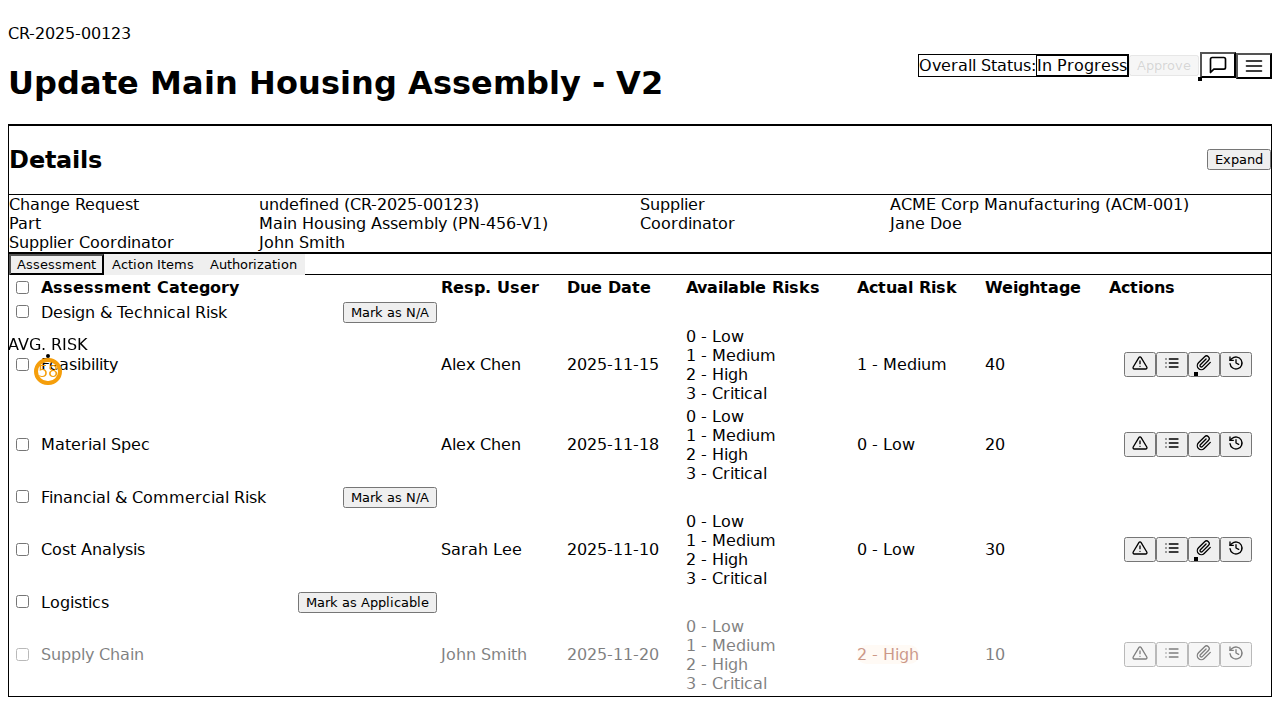 CR-2025-00123
Update Main Housing Assembly - V2
Overall Status: In Progress Approve
Details
Expand
Change Request undefined (CR-2025-00123) Supplier ACME Corp Manufacturing (ACM-001)
Part Main Housing Assembly (PN-456-V1) Coordinator Jane Doe
Supplier Coordinator John Smith
Assessment Action Items Authorization
Assessment Category Resp. User Due Date Available Risks Actual Risk Weightage Actions
Design & Technical Risk Mark as N/A
AVG. RISK
58
Feasibility Alex Chen 2025-11-15 0 - Low
1 - Medium
2 - High
3 - Critical
1 - Medium 40
Material Spec Alex Chen 2025-11-18 0 - Low
1 - Medium
2 - High
3 - Critical
0 - Low 20
Financial & Commercial Risk Mark as N/A
Cost Analysis Sarah Lee 2025-11-10 0 - Low
1 - Medium
2 - High
3 - Critical
0 - Low 30
Logistics Mark as Applicable
Supply Chain John Smith 2025-11-20 0 - Low
1 - Medium
2 - High
3 - Critical
2 - High 10